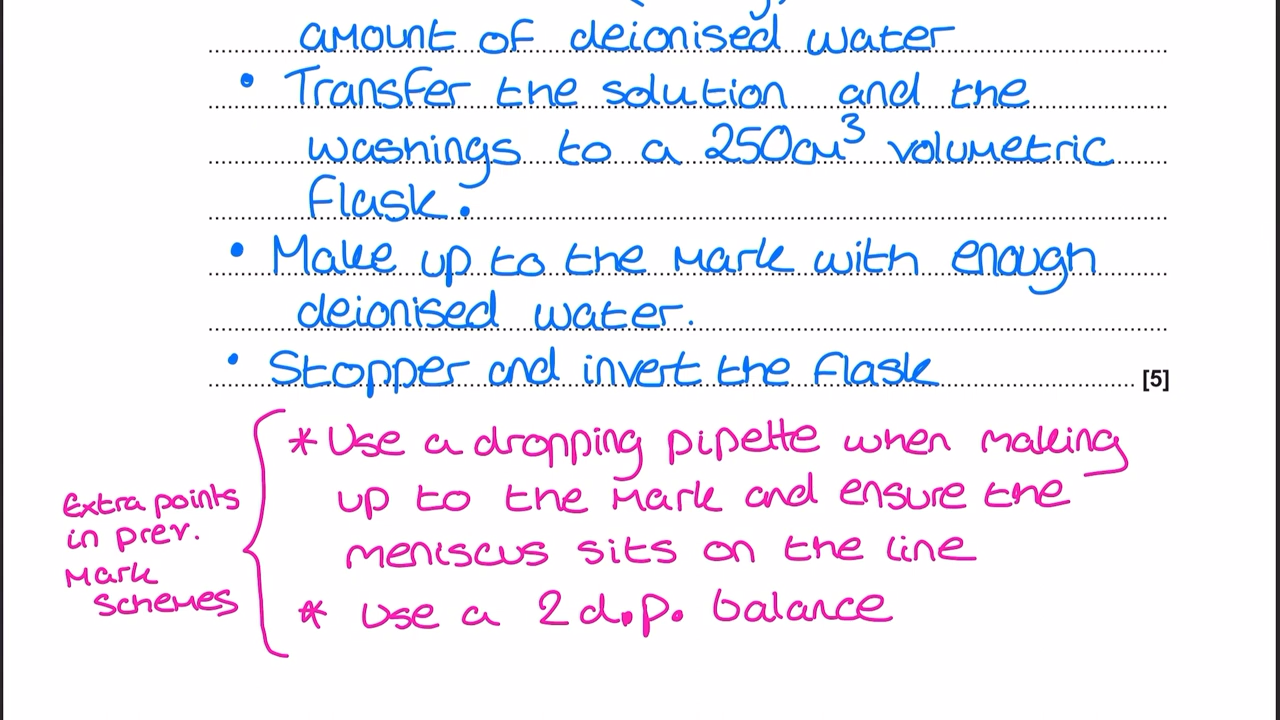 amount of deionised water
• Transfer the solution and the
washings to a 250cm³ volumetric
flask.
• Make up to the mark with enough
deionised water.
• Stopper and invert the flask [5]
* Use a dropping pipette when making
up to the mark and ensure the
meniscus sits on the line
* Use a 2 d.p. balance
Extra points
in prev.
mark
schemes